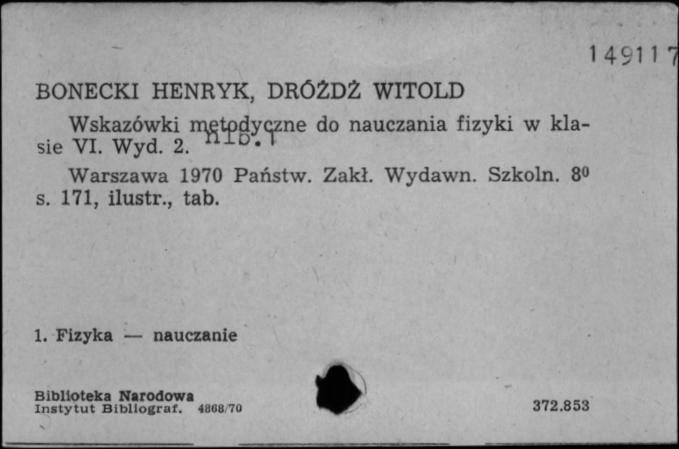 149117
BONECKI HENRYK, DRÓŻDŻ WITOLD
Wskazówki metodyczne do nauczania fizyki w kla-
sie VI. Wyd. 2.
Warszawa 1970 Państw. Zakł. Wydawn. Szkoln. 8⁰
s. 171, ilustr., tab.
1. Fizyka — nauczanie
Biblioteka Narodowa
Instytut Bibliograf. 4868/70
372.853